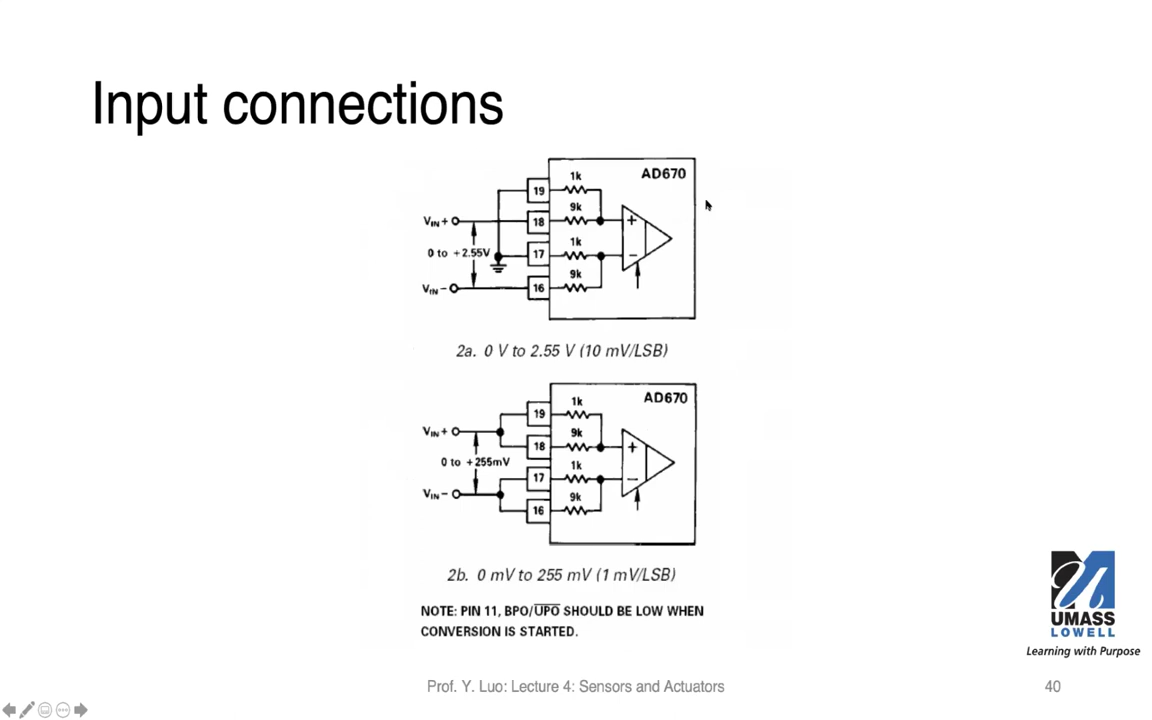 Input connections
AD670
1k
19
9k
VIN +
18
1k
0 to +2.55V
17
9k
VIN −
16
2a. 0 V to 2.55 V (10 mV/LSB)
AD670
1k
19
9k
VIN +
18
1k
0 to +255mV
17
9k
VIN −
16
2b. 0 mV to 255 mV (1 mV/LSB)
NOTE: PIN 11, BPO/U̅P̅O̅ SHOULD BE LOW WHEN
CONVERSION IS STARTED.
UMASS
LOWELL
Learning with Purpose
Prof. Y. Luo: Lecture 4: Sensors and Actuators
40